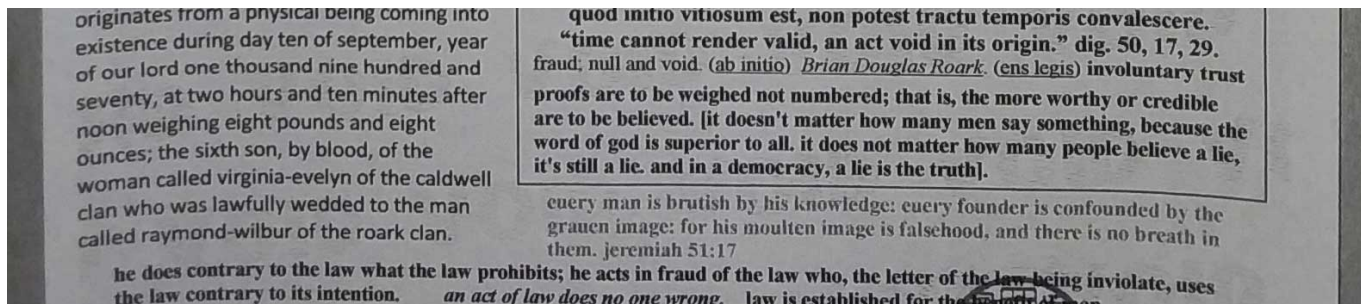 originates from a physical being coming into
existence during day ten of september, year
of our lord one thousand nine hundred and
seventy, at two hours and ten minutes after
noon weighing eight pounds and eight
ounces; the sixth son, by blood, of the
woman called virginia-evelyn of the caldwell
clan who was lawfully wedded to the man
called raymond-wilbur of the roark clan.
quod initio vitiosum est, non potest tractu temporis convalescere.
“time cannot render valid, an act void in its origin.” dig. 50, 17, 29.
fraud; null and void. (ab initio) Brian Douglas Roark. (ens legis) involuntary trust
proofs are to be weighed not numbered; that is, the more worthy or credible
are to be believed. [it doesn't matter how many men say something, because the
word of god is superior to all. it does not matter how many people believe a lie,
it's still a lie. and in a democracy, a lie is the truth].
euery man is brutish by his knowledge: euery founder is confounded by the
grauen image: for his moulten image is falsehood, and there is no breath in
them. jeremiah 51:17
he does contrary to the law what the law prohibits; he acts in fraud of the law who, the letter of the law being inviolate, uses
the law contrary to its intention. an act of law does no one wrong. law is established for the